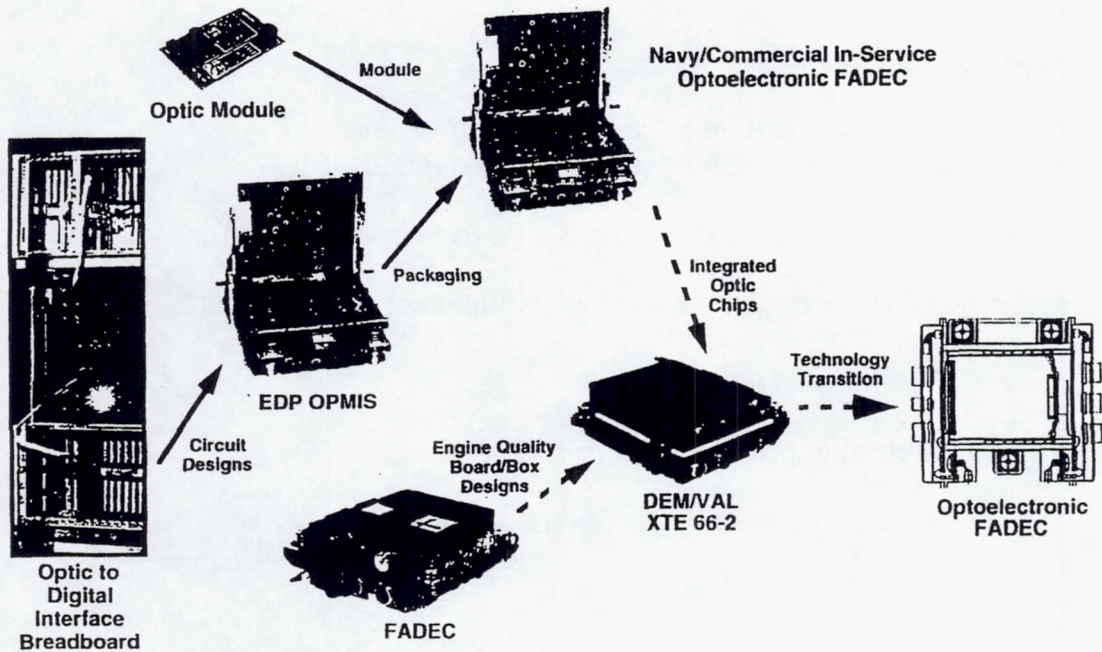 Module
Navy/Commercial In-Service
Optoelectronic FADEC
Optic Module
Packaging
Integrated
Optic
Chips
EDP OPMIS
Technology
Transition
Circuit
Designs
Engine Quality
Board/Box
Designs
DEM/VAL
XTE 66-2
Optoelectronic
FADEC
Optic to
Digital
Interface
Breadboard
FADEC